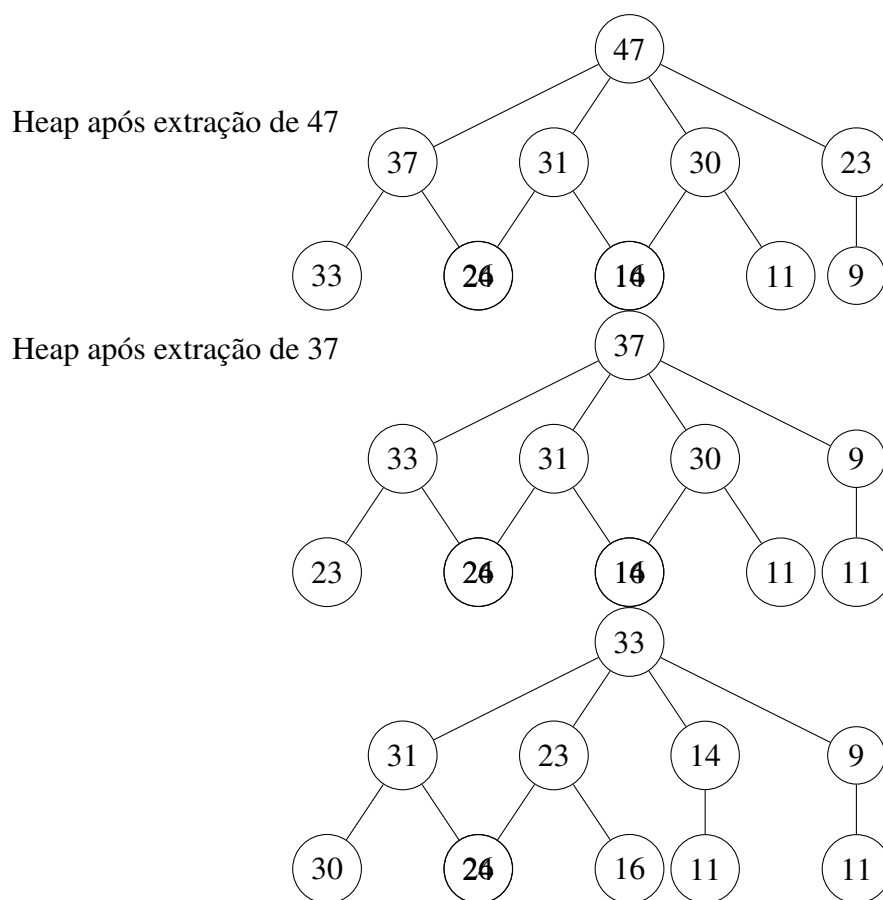 47
Heap após extração de 47
37 31 30 23
33 11 9
Heap após extração de 37
37
33 31 30 9
23 11 11
33
31 23 14 9
30 16 11 11